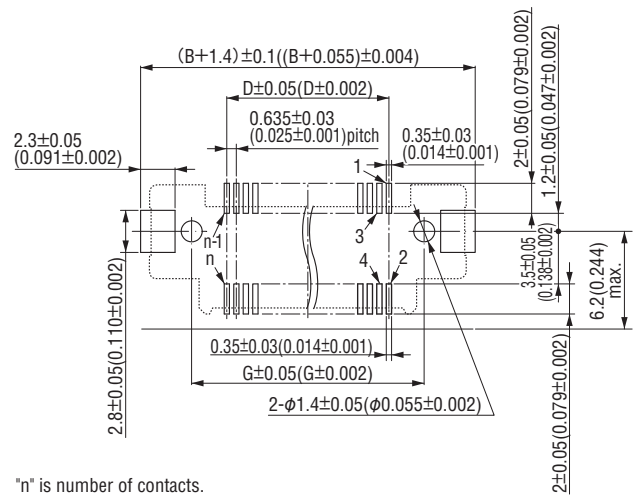 (B+1.4)±0.1((B+0.055)±0.004)
D±0.05(D±0.002)
0.635±0.03
(0.025±0.001)pitch
2.3±0.05
(0.091±0.002)
0.35±0.03
(0.014±0.001)
2±0.05(0.079±0.002)
1.2±0.05(0.047±0.002)
1
3
n-1
n
4
2
3.5±0.05
(0.138±0.002)
6.2(0.244)
max.
2.8±0.05(0.110±0.002)
0.35±0.03(0.014±0.001)
G±0.05(G±0.002)
2-φ1.4±0.05(φ0.055±0.002)
2±0.05(0.079±0.002)
"n" is number of contacts.